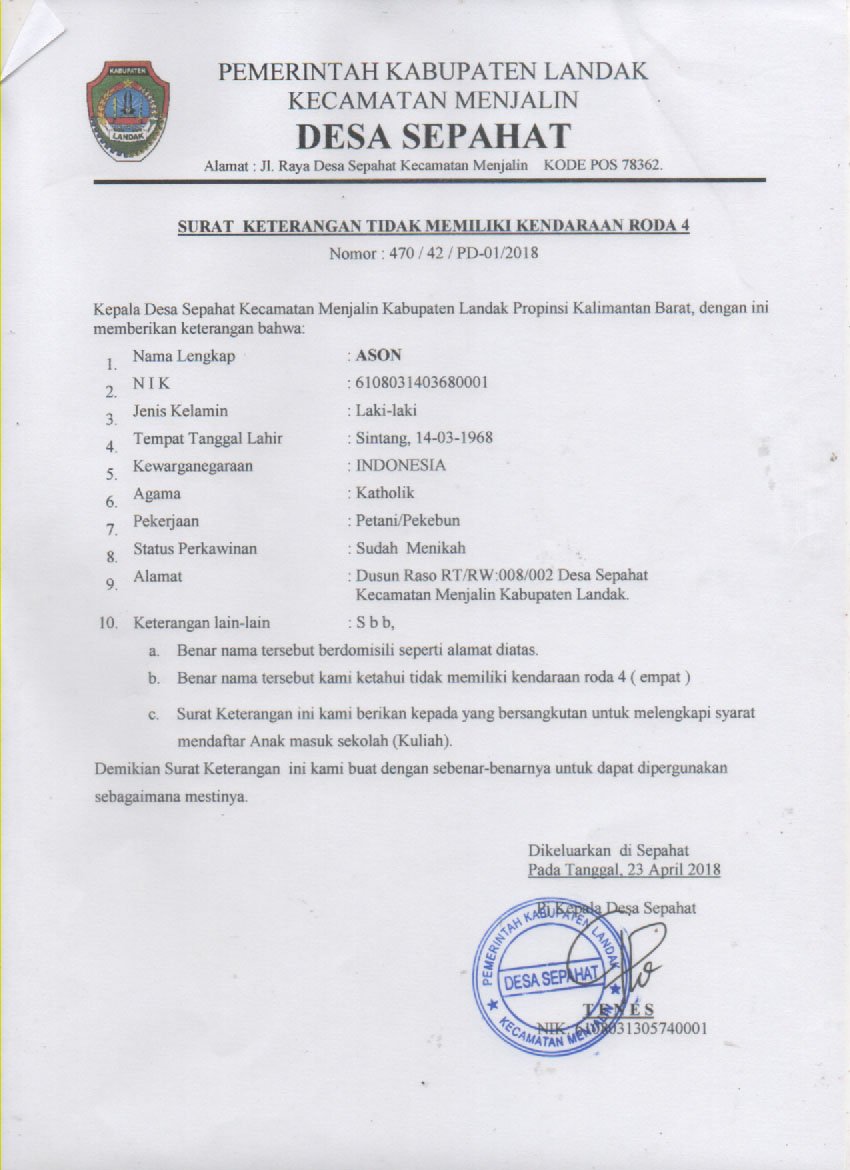 KABUPATEN
LANDAK
PEMERINTAH KABUPATEN LANDAK
KECAMATAN MENJALIN
DESA SEPAHAT
Alamat : Jl. Raya Desa Sepahat Kecamatan Menjalin KODE POS 78362.
SURAT KETERANGAN TIDAK MEMILIKI KENDARAAN RODA 4
Nomor : 470 / 42 / PD-01/2018
Kepala Desa Sepahat Kecamatan Menjalin Kabupaten Landak Propinsi Kalimantan Barat, dengan ini
memberikan keterangan bahwa:
1. Nama Lengkap : ASON
2. N I K : 6108031403680001
3. Jenis Kelamin : Laki-laki
4. Tempat Tanggal Lahir : Sintang, 14-03-1968
5. Kewarganegaraan : INDONESIA
6. Agama : Katholik
7. Pekerjaan : Petani/Pekebun
8. Status Perkawinan : Sudah Menikah
9. Alamat : Dusun Raso RT/RW:008/002 Desa Sepahat
Kecamatan Menjalin Kabupaten Landak.
10. Keterangan lain-lain : S b b,
a. Benar nama tersebut berdomisili seperti alamat diatas.
b. Benar nama tersebut kami ketahui tidak memiliki kendaraan roda 4 ( empat )
c. Surat Keterangan ini kami berikan kepada yang bersangkutan untuk melengkapi syarat
mendaftar Anak masuk sekolah (Kuliah).
Demikian Surat Keterangan ini kami buat dengan sebenar-benarnya untuk dapat dipergunakan
sebagaimana mestinya.
Dikeluarkan di Sepahat
Pada Tanggal, 23 April 2018
Pj Kepala Desa Sepahat
PEMERINTAH KABUPATEN LANDAK
DESA SEPAHAT
KECAMATAN MENJALIN
T E N E S
NIK. 6108031305740001